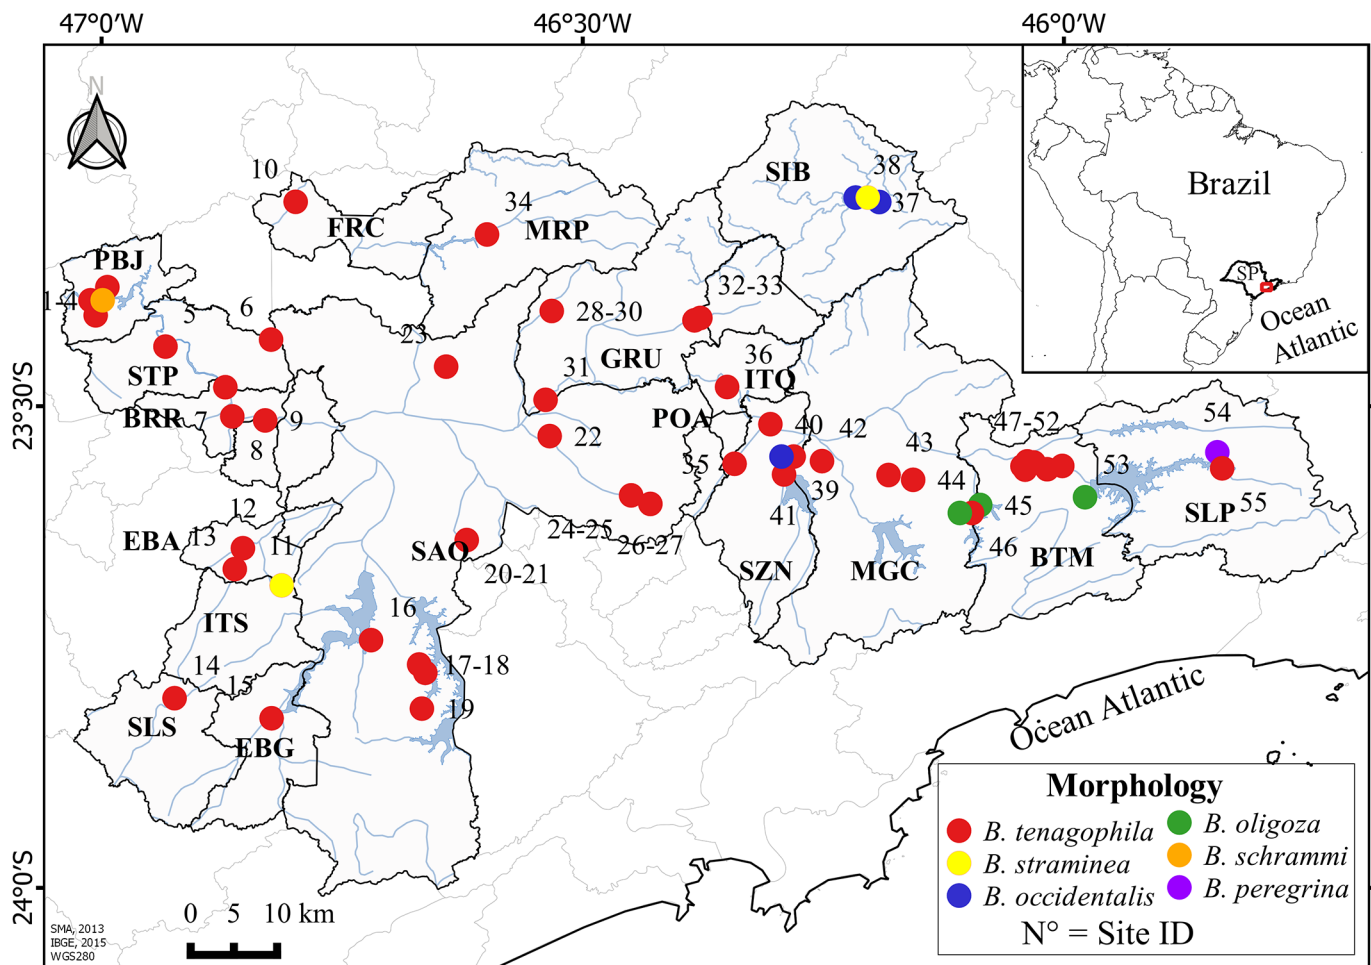 47°0′W 46°30′W 46°0′W
N
Brazil
SP
Ocean
Atlantic
10
34
SIB
38
37
FRC
MRP
PBJ
1-4
5
6
32-33
28-30
23
GRU
36
ITQ
31
STP
23°30′S
BRR
7
9
8
POA
22
40
42
43
47-52
54
35
39
41
44
45
46
53
SLP
55
12
13
11
EBA
24-25
26-27
SAO
20-21
SZN
MGC
BTM
ITS
16
14
15
17-18
19
SLS
EBG
Ocean Atlantic
24°0′S
0 5 10 km
SMA, 2013
IBGE, 2015
WGS280
Morphology
B. tenagophila
B. straminea
B. occidentalis
B. oligoza
B. schrammi
B. peregrina
N° = Site ID